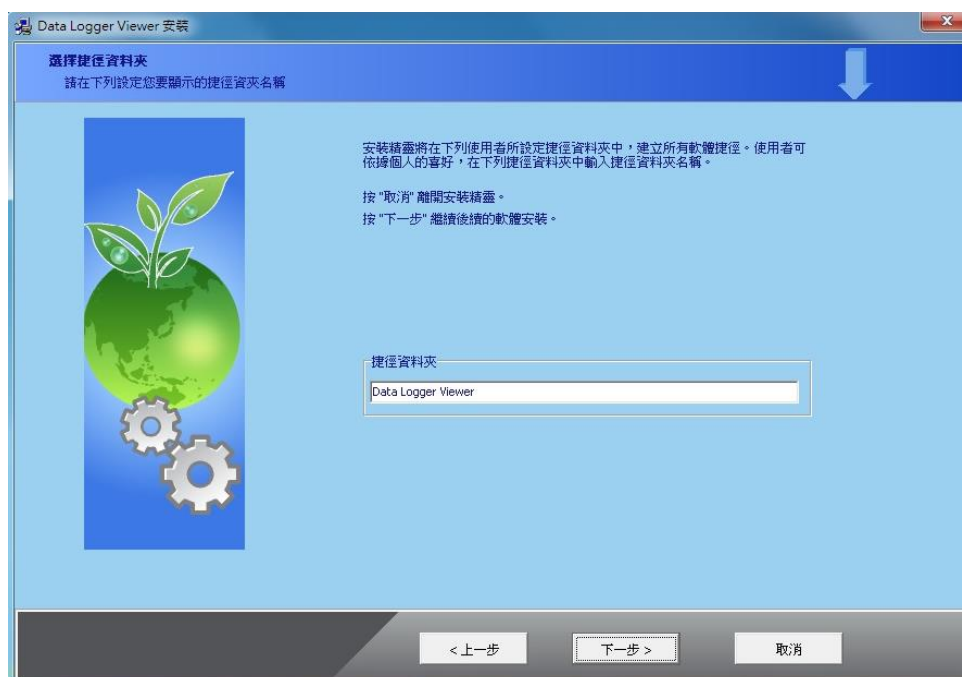 Data Logger Viewer 安裝
選擇捷徑資料夾
請在下列設定您要顯示的捷徑資夾名稱
安裝精靈將在下列使用者所設定捷徑資料夾中，建立所有軟體捷徑。使用者可
依據個人的喜好，在下列捷徑資料夾中輸入捷徑資料夾名稱。
按 "取消" 離開安裝精靈。
按 "下一步" 繼續後續的軟體安裝。
捷徑資料夾
Data Logger Viewer
< 上一步
下一步 >
取消